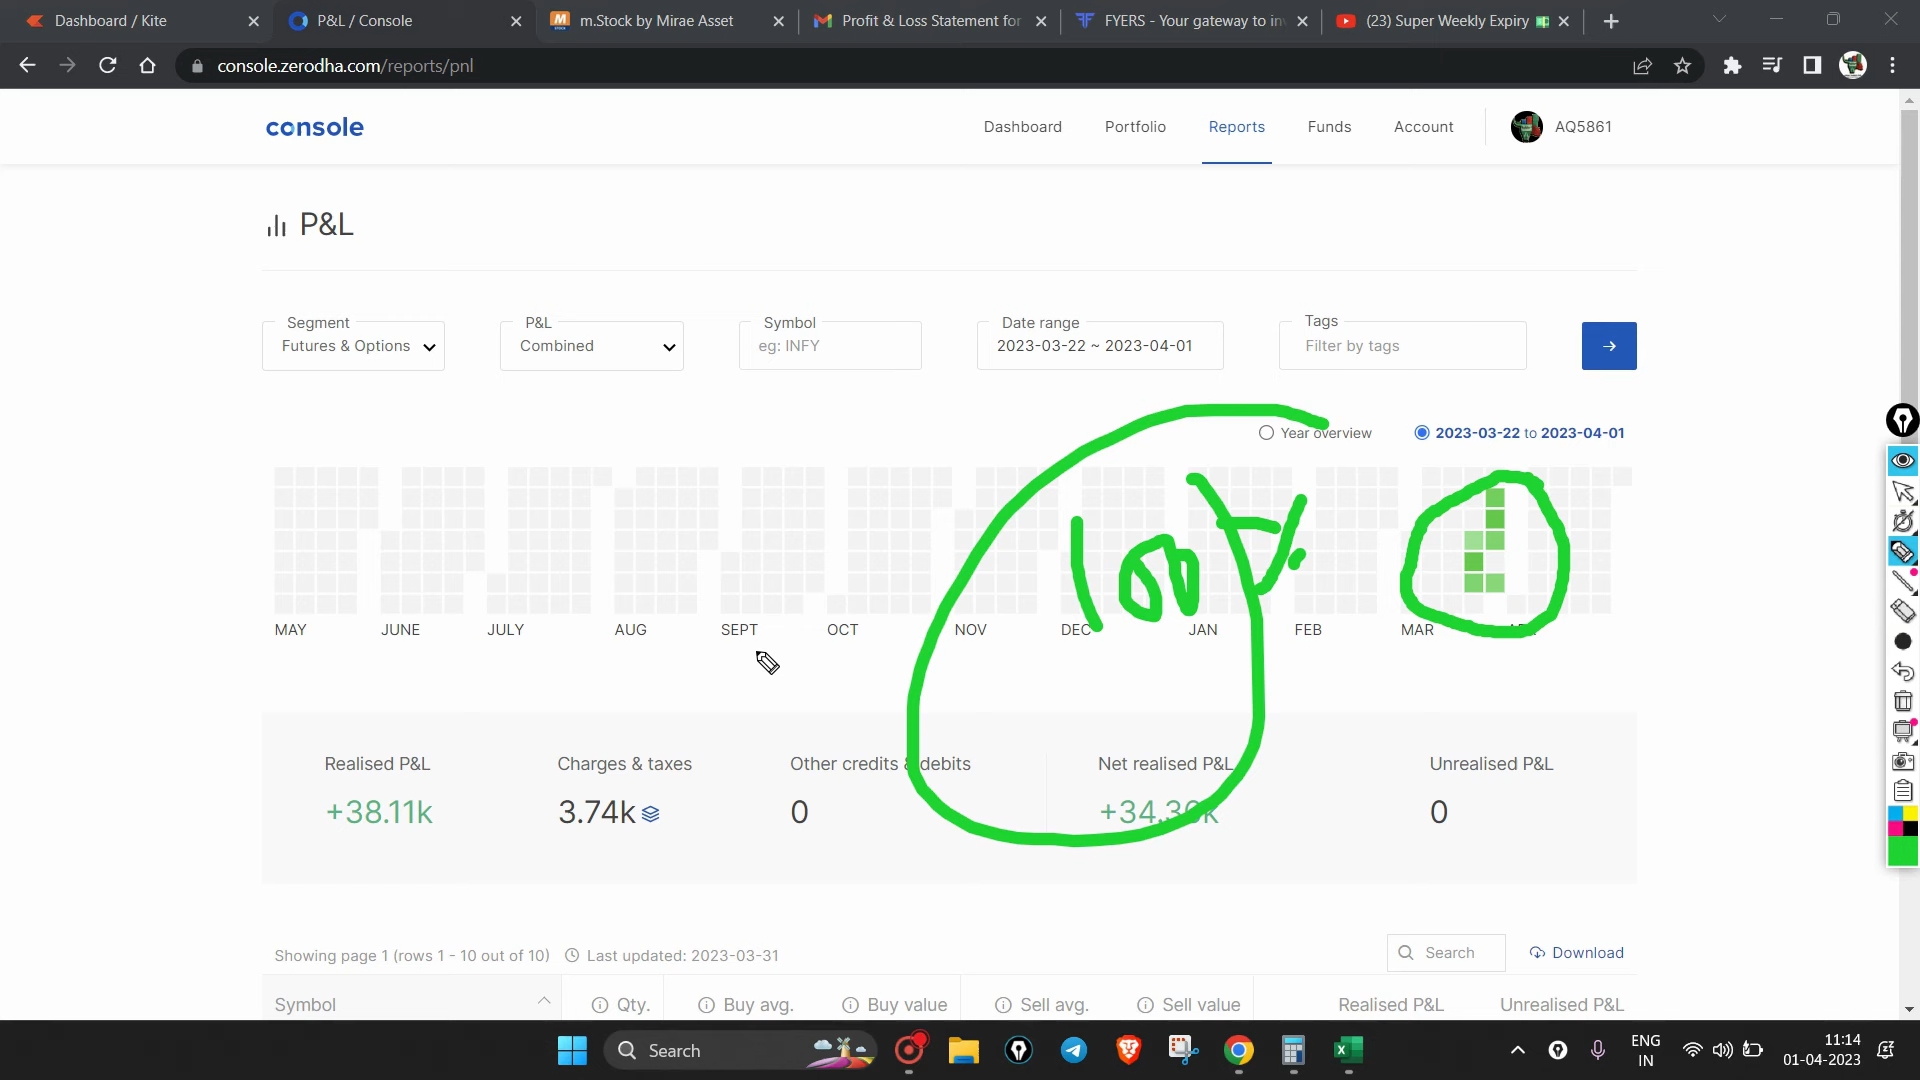 Dashboard / Kite
P&L / Console
m.Stock by Mirae Asset
Profit & Loss Statement for
FYERS - Your gateway to in
(23) Super Weekly Expiry
console.zerodha.com/reports/pnl
console
Dashboard
Portfolio
Reports
Funds
Account
AQ5861
P&L
Segment
Futures & Options
P&L
Combined
Symbol
eg: INFY
Date range
2023-03-22 ~ 2023-04-01
Tags
Filter by tags
Year overview
2023-03-22 to 2023-04-01
100%
MAY JUNE JULY AUG SEPT OCT NOV DEC JAN FEB MAR
Realised P&L
+38.11k
Charges & taxes
3.74k
Other credits & debits
0
Net realised P&L
Unrealised P&L
0
Showing page 1 (rows 1 - 10 out of 10)
Last updated: 2023-03-31
Search
Download
Symbol
Qty.
Buy avg.
Buy value
Sell avg.
Sell value
Realised P&L
Unrealised P&L
Search
ENG
IN
11:14
01-04-2023